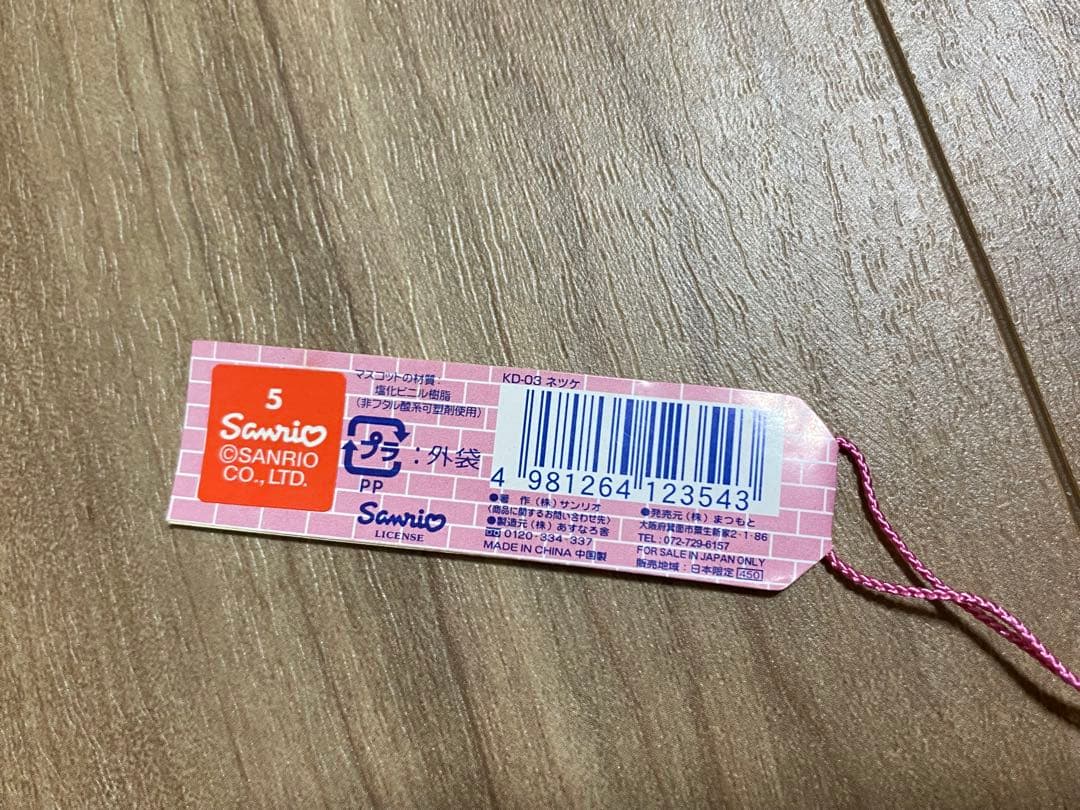 5
Sanrio
©SANRIO
CO., LTD.
マスコットの材質:
塩化ビニル樹脂
(非フタル酸系可塑剤使用)
プラ
:外袋
PP
Sanrio
LICENSE
KD-03 ネツケ
4 981264 123543
●著 作(株)サンリオ
〈商品に関するお問い合わせ先〉
●製造元(株)あすなろ舎
0120-334-337
MADE IN CHINA 中国製
●発売元(株)まつもと
大阪府箕面市粟生新家2-1-86
TEL:072-729-6157
FOR SALE IN JAPAN ONLY
販売地域:日本限定 450